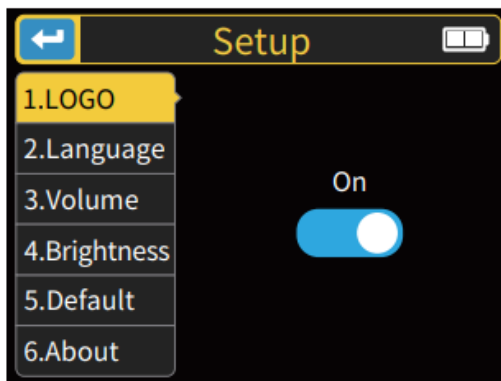 Setup
1.LOGO
2.Language
3.Volume
4.Brightness
5.Default
6.About
On